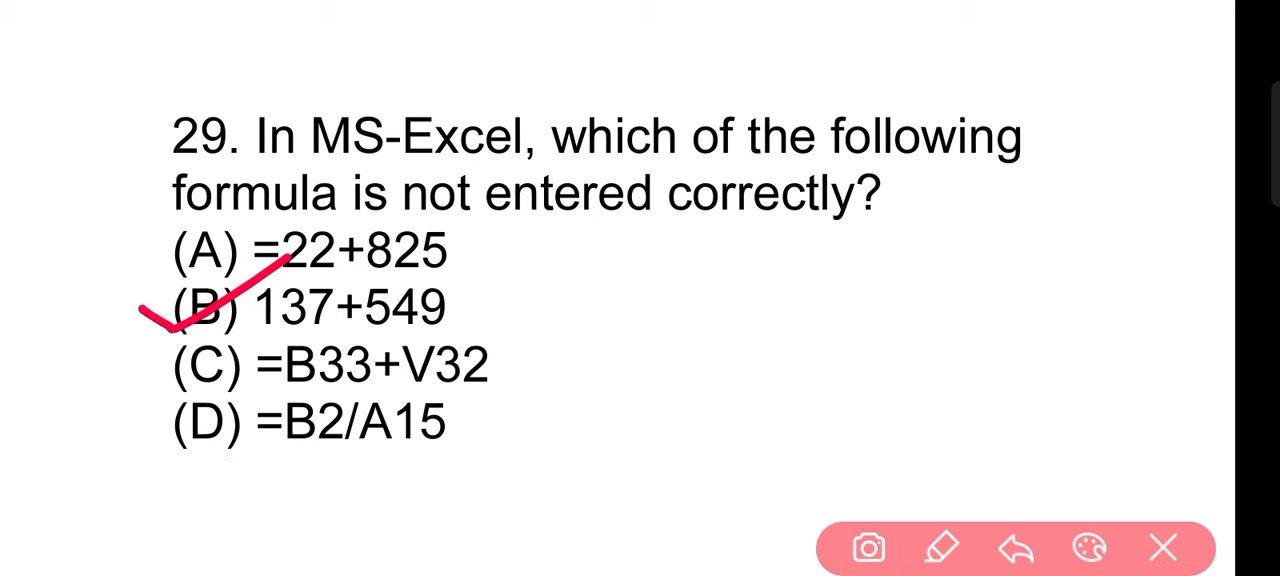 29. In MS-Excel, which of the following
formula is not entered correctly?
(A) =22+825
(B) 137+549
(C) =B33+V32
(D) =B2/A15